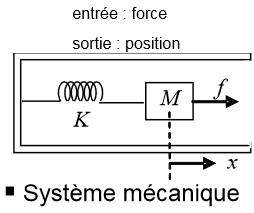 entrée : force
sortie : position
K
M
f
x
▪ Système mécanique